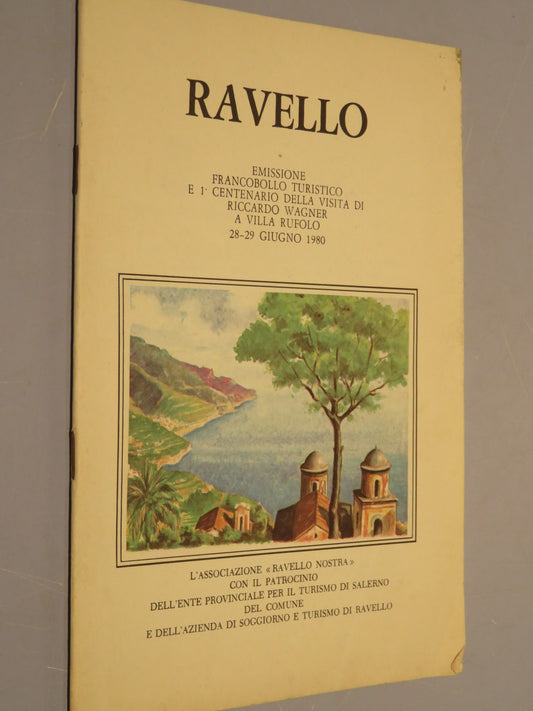 RAVELLO
EMISSIONE
FRANCOBOLLO TURISTICO
E 1° CENTENARIO DELLA VISITA DI
RICCARDO WAGNER
A VILLA RUFOLO
28-29 GIUGNO 1980
L'ASSOCIAZIONE «RAVELLO NOSTRA»
CON IL PATROCINIO
DELL'ENTE PROVINCIALE PER IL TURISMO DI SALERNO
DEL COMUNE
E DELL'AZIENDA DI SOGGIORNO E TURISMO DI RAVELLO